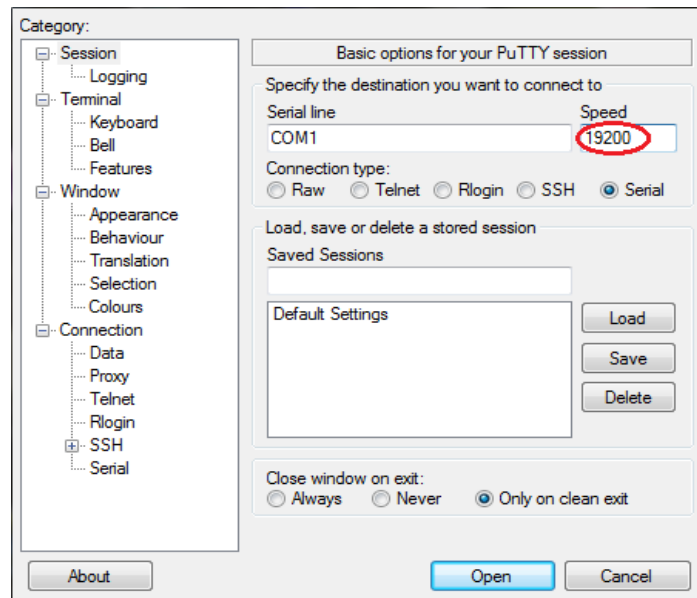 Category:
Session
Logging
Terminal
Keyboard
Bell
Features
Window
Appearance
Behaviour
Translation
Selection
Colours
Connection
Data
Proxy
Telnet
Rlogin
SSH
Serial
Basic options for your PuTTY session
Specify the destination you want to connect to
Serial line Speed
COM1 19200
Connection type:
Raw Telnet Rlogin SSH Serial
Load, save or delete a stored session
Saved Sessions
Default Settings
Load
Save
Delete
Close window on exit:
Always Never Only on clean exit
About Open Cancel